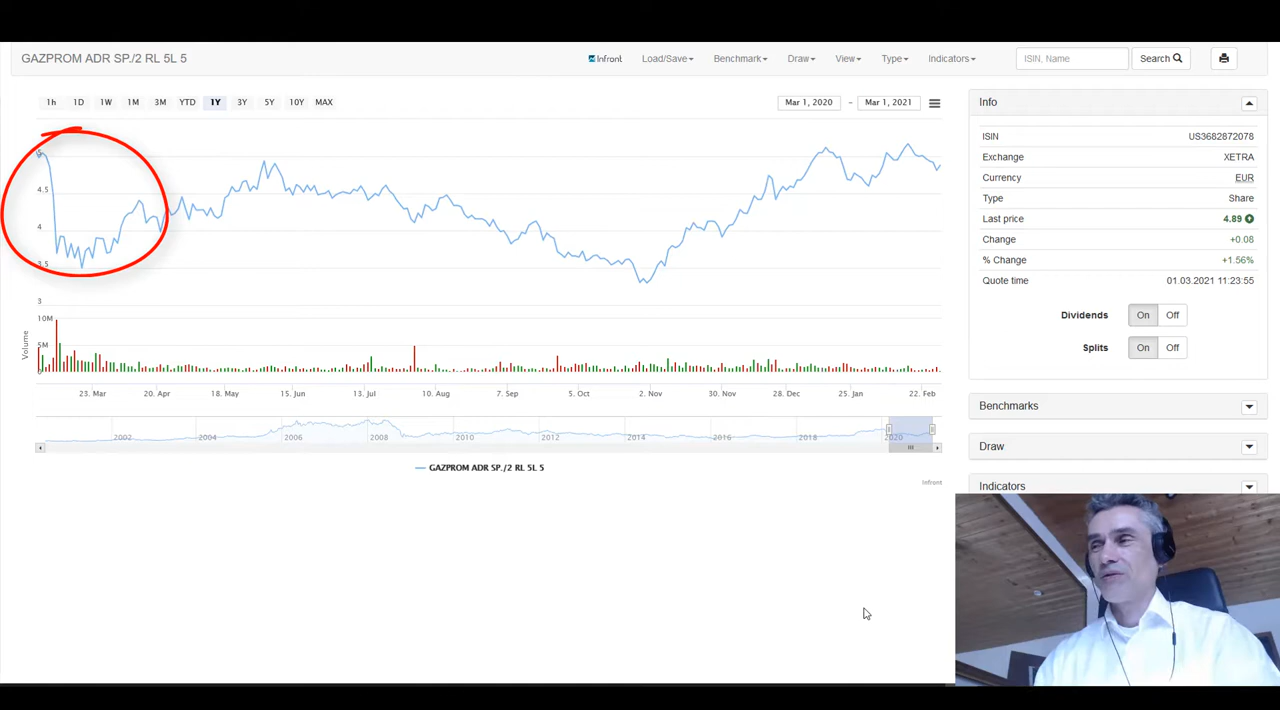 GAZPROM ADR SP./2 RL 5L 5
Infront
Load/Save
Benchmark
Draw
View
Type
Indicators
ISIN, Name
Search
1h 1D 1W 1M 3M YTD 1Y 3Y 5Y 10Y MAX
Mar 1, 2020 – Mar 1, 2021
5
4.5
4
3.5
3
Volume
10M
5M
0
23. Mar 20. Apr 18. May 15. Jun 13. Jul 10. Aug 7. Sep 5. Oct 2. Nov 30. Nov 28. Dec 25. Jan 22. Feb
2002 2004 2006 2008 2010 2012 2014 2016 2018 2020
GAZPROM ADR SP./2 RL 5L 5
Infront
Info
ISIN US3682872078
Exchange XETRA
Currency EUR
Type Share
Last price 4.89
Change +0.08
% Change +1.56%
Quote time 01.03.2021 11:23:55
Dividends On Off
Splits On Off
Benchmarks
Draw
Indicators